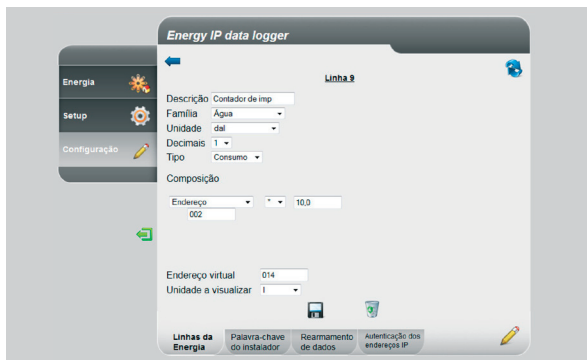 Energy IP data logger
Linha 9
Energia
Setup
Configuração
Descrição Contador de imp
Família Água
Unidade dal
Decimais 1
Tipo Consumo
Composição
Endereço * 10,0
002
Endereço virtual 014
Unidade a visualizar l
Linhas da Energia
Palavra-chave do instalador
Rearmamento de dados
Autenticação dos endereços IP